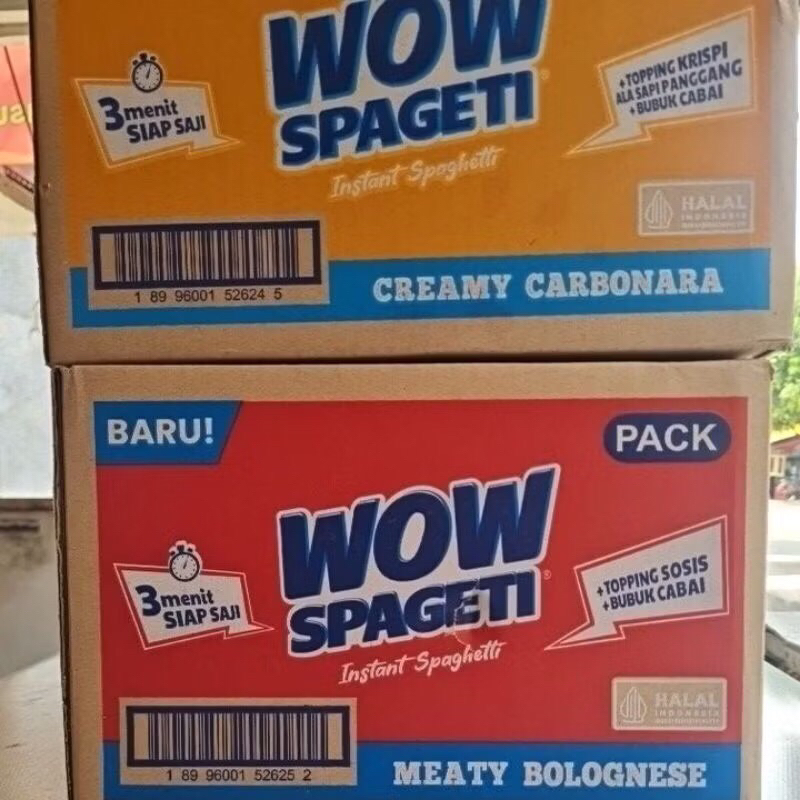 WOW
SPAGETI
Instant Spaghetti
3 menit
SIAP SAJI
+TOPPING KRISPI
ALA SAPI PANGGANG
+BUBUK CABAI
HALAL
INDONESIA
1 89 96001 52624 5
CREAMY CARBONARA
BARU!
PACK
WOW
SPAGETI
Instant Spaghetti
3 menit
SIAP SAJI
+TOPPING SOSIS
+BUBUK CABAI
HALAL
INDONESIA
1 89 96001 52625 2
MEATY BOLOGNESE